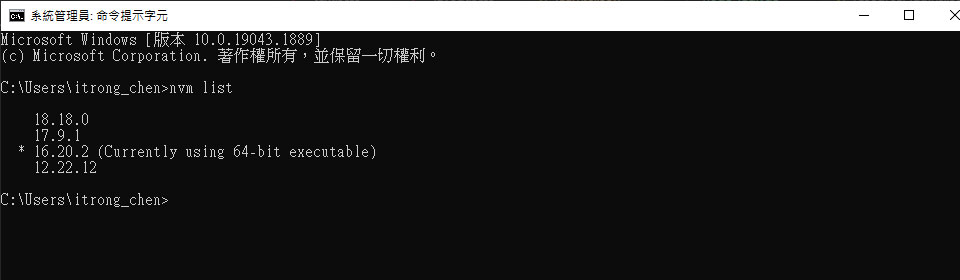 系統管理員: 命令提示字元
Microsoft Windows [版本 10.0.19043.1889]
(c) Microsoft Corporation. 著作權所有，並保留一切權利。
C:\Users\itrong_chen>nvm list
18.18.0
17.9.1
* 16.20.2 (Currently using 64-bit executable)
12.22.12
C:\Users\itrong_chen>